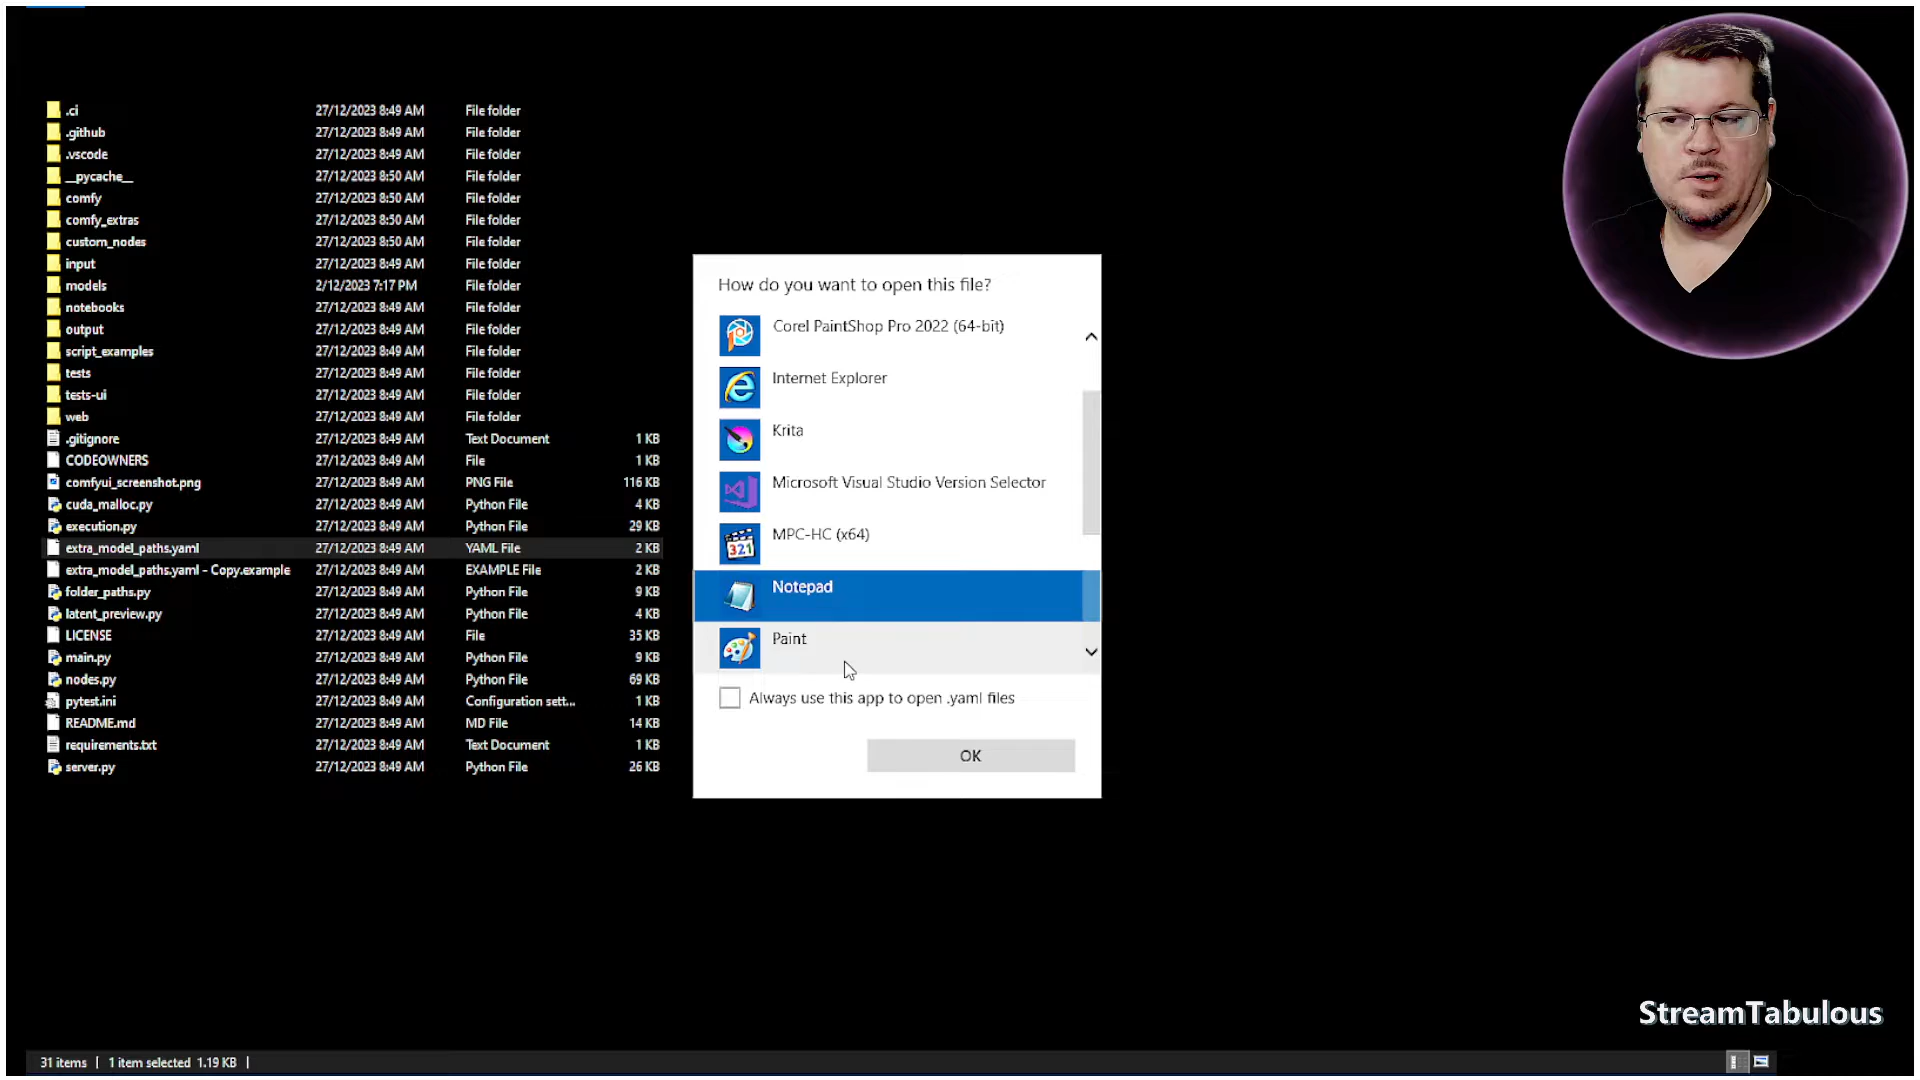 .ci 27/12/2023 8:49 AM File folder
.github 27/12/2023 8:49 AM File folder
.vscode 27/12/2023 8:49 AM File folder
__pycache__ 27/12/2023 8:50 AM File folder
comfy 27/12/2023 8:50 AM File folder
comfy_extras 27/12/2023 8:50 AM File folder
custom_nodes 27/12/2023 8:50 AM File folder
input 27/12/2023 8:49 AM File folder
models 2/12/2023 7:17 PM File folder
notebooks 27/12/2023 8:49 AM File folder
output 27/12/2023 8:49 AM File folder
script_examples 27/12/2023 8:49 AM File folder
tests 27/12/2023 8:49 AM File folder
tests-ui 27/12/2023 8:49 AM File folder
web 27/12/2023 8:49 AM File folder
.gitignore 27/12/2023 8:49 AM Text Document 1 KB
CODEOWNERS 27/12/2023 8:49 AM File 1 KB
comfyui_screenshot.png 27/12/2023 8:49 AM PNG File 116 KB
cuda_malloc.py 27/12/2023 8:49 AM Python File 4 KB
execution.py 27/12/2023 8:49 AM Python File 29 KB
extra_model_paths.yaml 27/12/2023 8:49 AM YAML File 2 KB
extra_model_paths.yaml - Copy.example 27/12/2023 8:49 AM EXAMPLE File 2 KB
folder_paths.py 27/12/2023 8:49 AM Python File 9 KB
latent_preview.py 27/12/2023 8:49 AM Python File 4 KB
LICENSE 27/12/2023 8:49 AM File 35 KB
main.py 27/12/2023 8:49 AM Python File 9 KB
nodes.py 27/12/2023 8:49 AM Python File 69 KB
pytest.ini 27/12/2023 8:49 AM Configuration sett... 1 KB
README.md 27/12/2023 8:49 AM MD File 14 KB
requirements.txt 27/12/2023 8:49 AM Text Document 1 KB
server.py 27/12/2023 8:49 AM Python File 26 KB
How do you want to open this file?
Corel PaintShop Pro 2022 (64-bit)
Internet Explorer
Krita
Microsoft Visual Studio Version Selector
321
MPC-HC (x64)
Notepad
Paint
Always use this app to open .yaml files
OK
StreamTabulous
31 items | 1 item selected 1.19 KB |